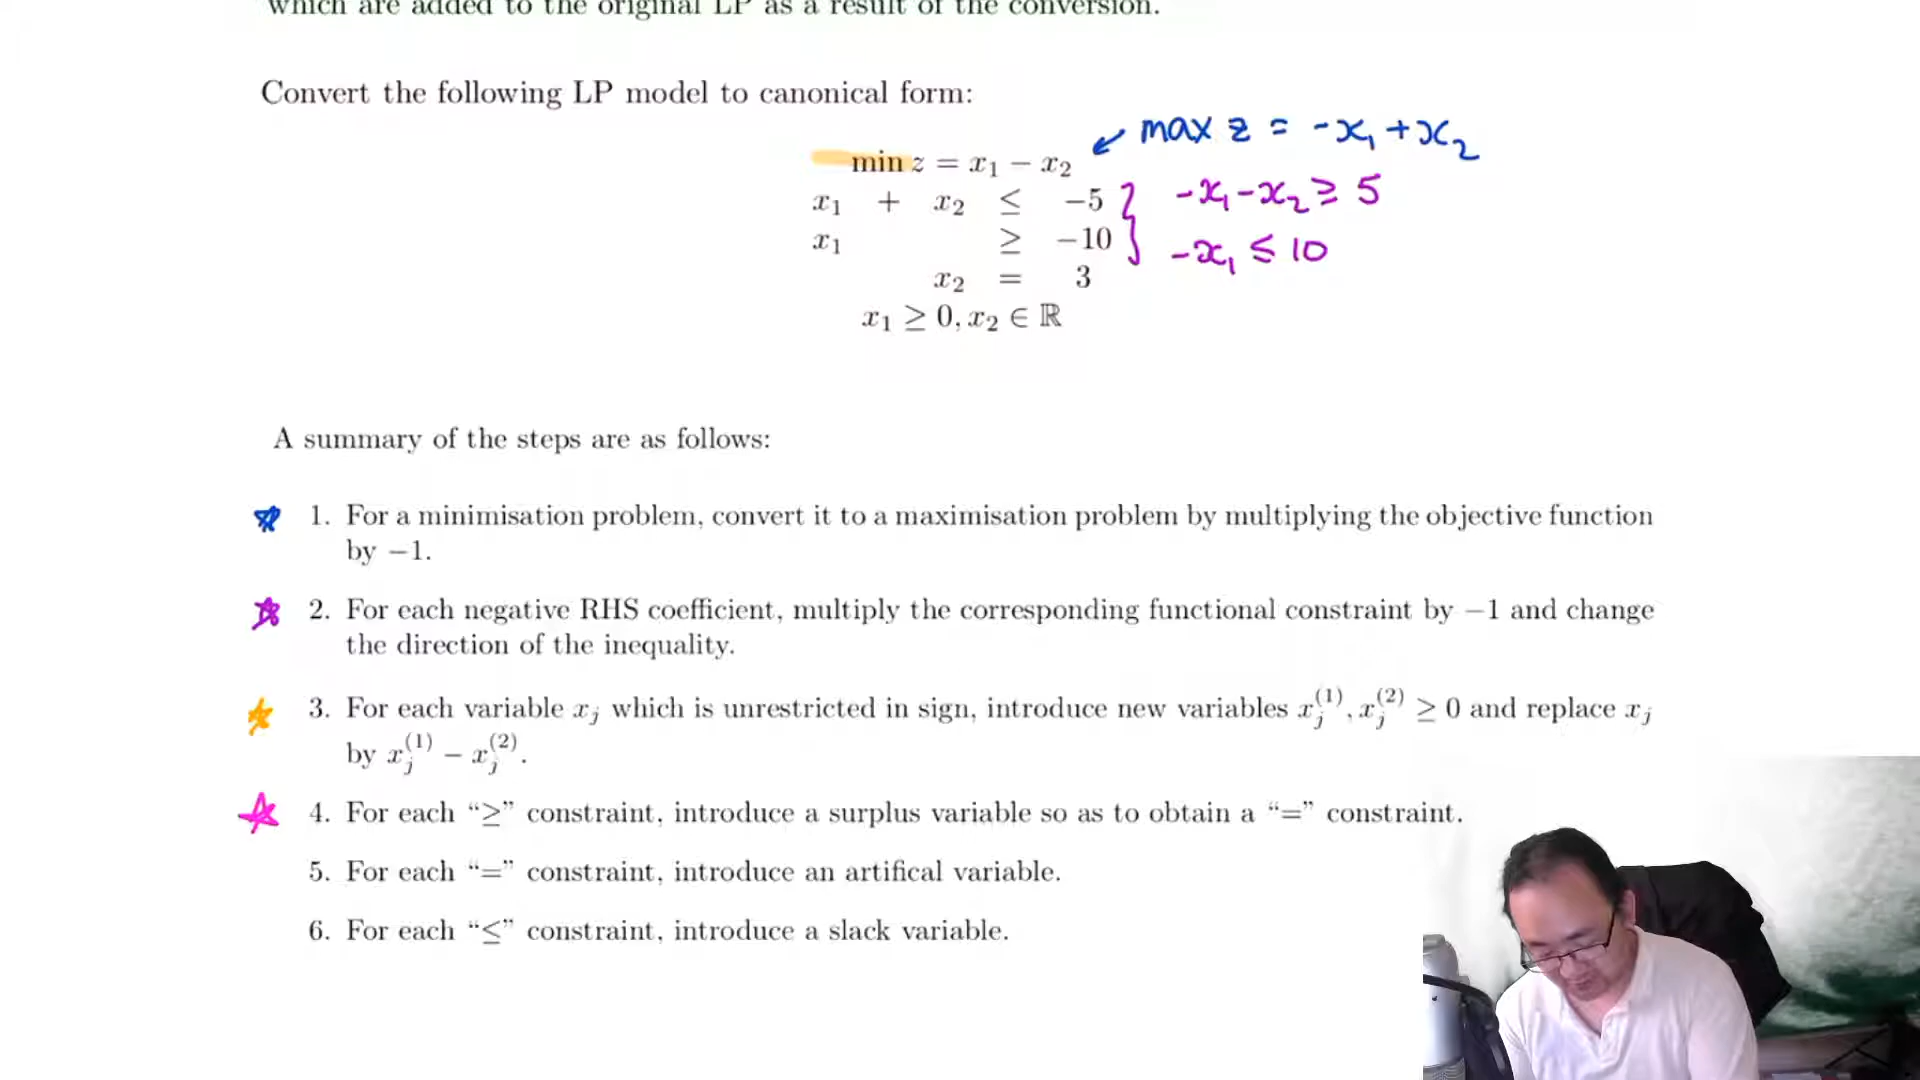 which are added to the original LP as a result of the conversion.
Convert the following LP model to canonical form:
min z = x₁ − x₂ max z = -x₁ + x₂
x₁ + x₂ ≤ −5 -x₁ - x₂ ≥ 5
x₁ ≥ −10 -x₁ ≤ 10
x₂ = 3
x₁ ≥ 0, x₂ ∈ ℝ
A summary of the steps are as follows:
1. For a minimisation problem, convert it to a maximisation problem by multiplying the objective function
by −1.
2. For each negative RHS coefficient, multiply the corresponding functional constraint by −1 and change
the direction of the inequality.
3. For each variable xⱼ which is unrestricted in sign, introduce new variables xⱼ⁽¹⁾, xⱼ⁽²⁾ ≥ 0 and replace xⱼ
by xⱼ⁽¹⁾ − xⱼ⁽²⁾.
4. For each “≥” constraint, introduce a surplus variable so as to obtain a “=” constraint.
5. For each “=” constraint, introduce an artifical variable.
6. For each “≤” constraint, introduce a slack variable.